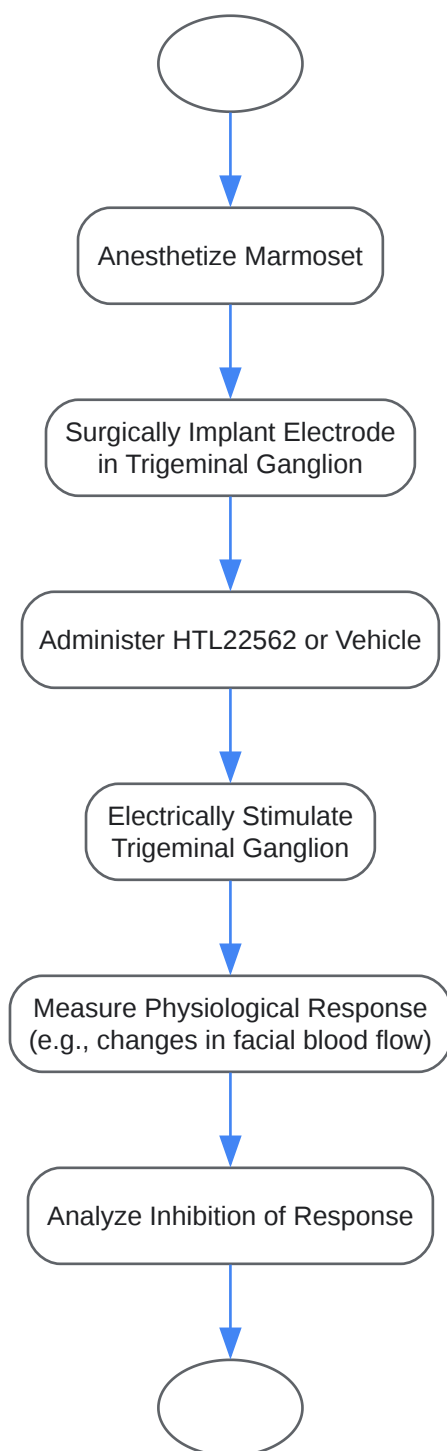 Anesthetize Marmoset
Surgically Implant Electrode
in Trigeminal Ganglion
Administer HTL22562 or Vehicle
Electrically Stimulate
Trigeminal Ganglion
Measure Physiological Response
(e.g., changes in facial blood flow)
Analyze Inhibition of Response